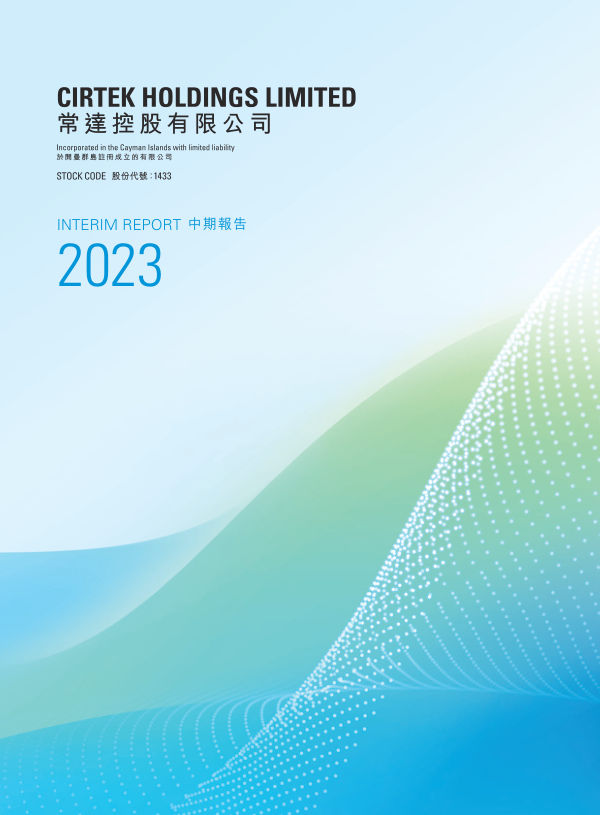 CIRTEK HOLDINGS LIMITED
常達控股有限公司
Incorporated in the Cayman Islands with limited liability
於開曼群島註冊成立的有限公司
STOCK CODE 股份代號：1433
INTERIM REPORT 中期報告
2023